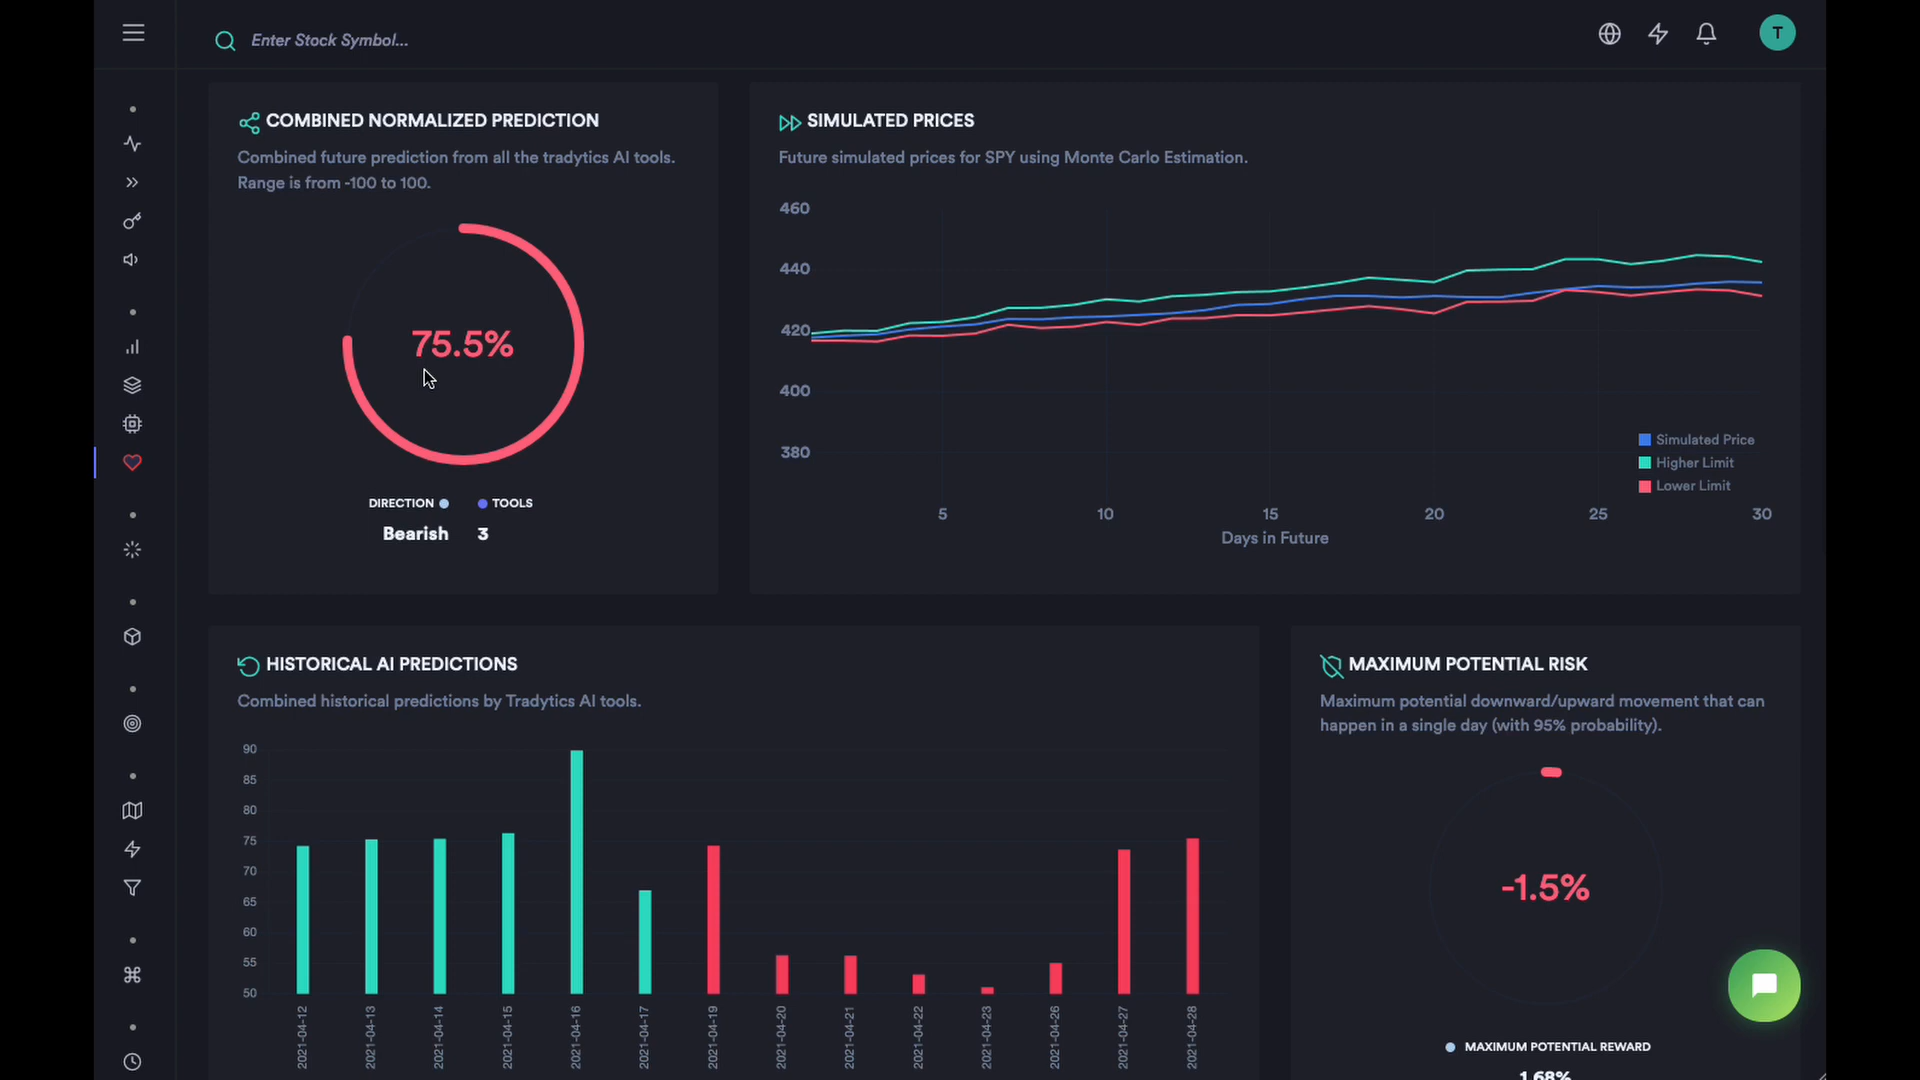 Enter Stock Symbol...
T
COMBINED NORMALIZED PREDICTION
Combined future prediction from all the tradytics AI tools.
Range is from -100 to 100.
75.5%
DIRECTION
TOOLS
Bearish
3
SIMULATED PRICES
Future simulated prices for SPY using Monte Carlo Estimation.
460
440
420
400
380
Simulated Price
Higher Limit
Lower Limit
5 10 15 20 25 30
Days in Future
HISTORICAL AI PREDICTIONS
Combined historical predictions by Tradytics AI tools.
90
85
80
75
70
65
60
55
50
2021-04-12
2021-04-13
2021-04-14
2021-04-15
2021-04-16
2021-04-17
2021-04-19
2021-04-20
2021-04-21
2021-04-22
2021-04-23
2021-04-26
2021-04-27
2021-04-28
MAXIMUM POTENTIAL RISK
Maximum potential downward/upward movement that can
happen in a single day (with 95% probability).
-1.5%
MAXIMUM POTENTIAL REWARD
1.68%